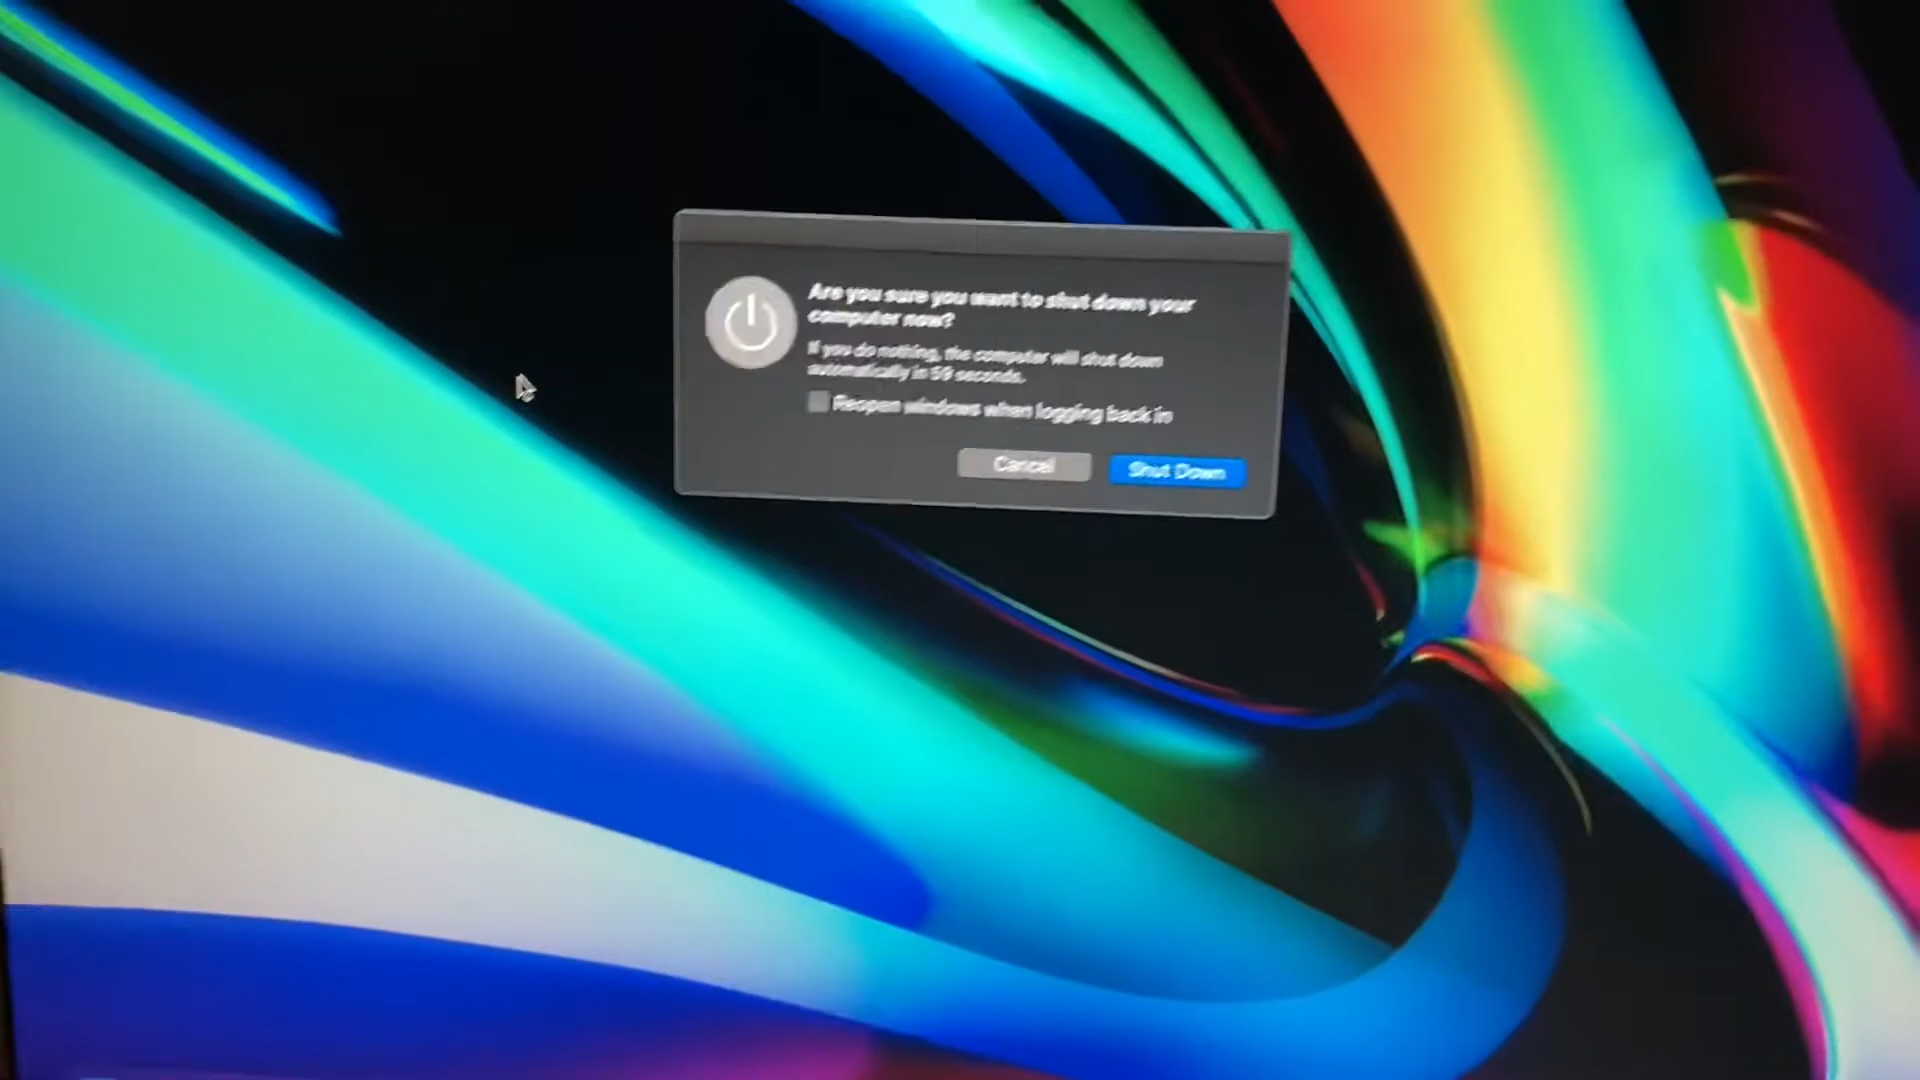 Are you sure you want to shut down your
computer now?
If you do nothing, the computer will shut down
automatically in 59 seconds.
Reopen windows when logging back in
Cancel
Shut Down